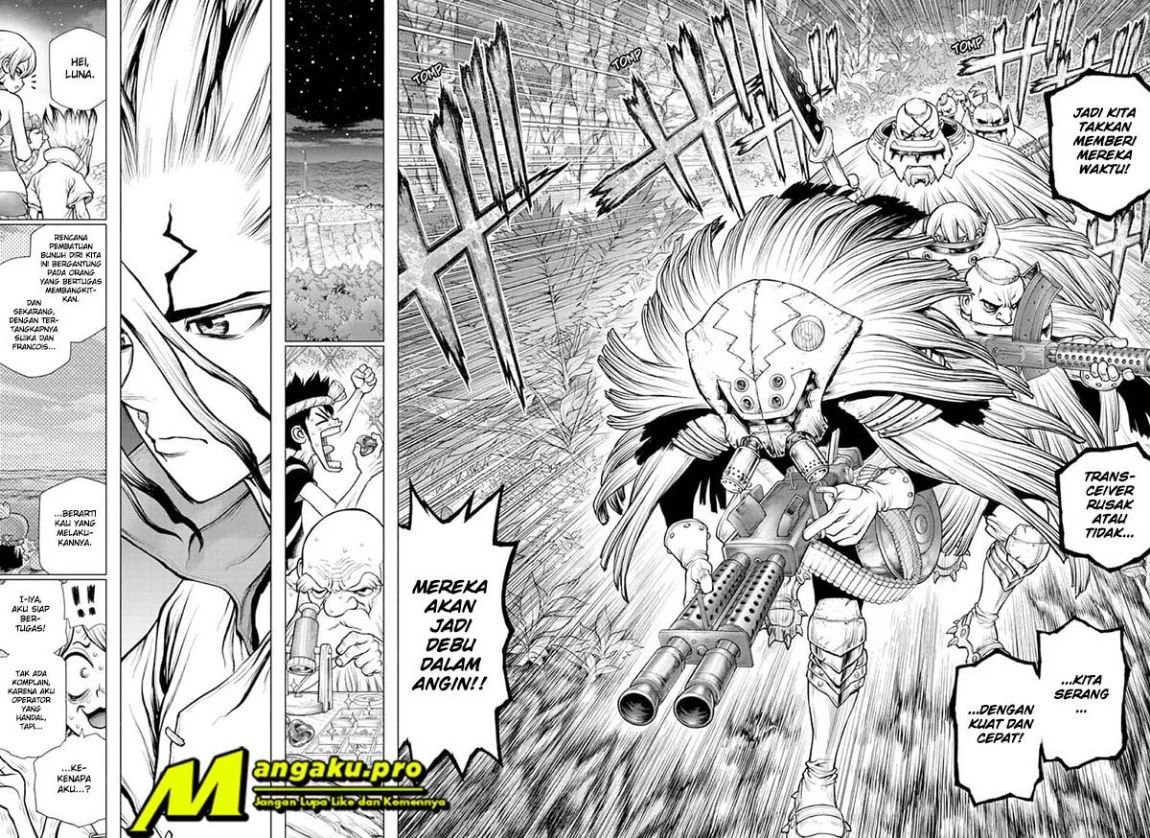 JADI KITA
TAKKAN
MEMBERI
MEREKA
WAKTU!
TOMP
TOMP
TOMP
TRANS-
CEIVER
RUSAK
ATAU
TIDAK...
...KITA
SERANG
...
...DENGAN
KUAT DAN
CEPAT!
MEREKA
AKAN
JADI
DEBU
DALAM
ANGIN!!
HEI,
LUNA.
RENCANA
PEMBATUAN
BUNUH DIRI KITA
INI BERGANTUNG
PADA ORANG
YANG BERTUGAS
MEMBANGKIT-
KAN.
DAN
SEKARANG,
DENGAN TER-
TANGKAPNYA
SUIKA DAN
FRANCOIS...
...BERARTI
KAU YANG
MELAKU-
KANNYA.
!!
I-IYA,
AKU SIAP
BER-
TUGAS!
TAK ADA
KOMPLAIN,
KARENA AKU
OPERATOR
YANG
HANDAL,
TAPI...
...KE-
KENAPA
AKU...?
Mangaku.pro
Jangan Lupa Like dan Komennya